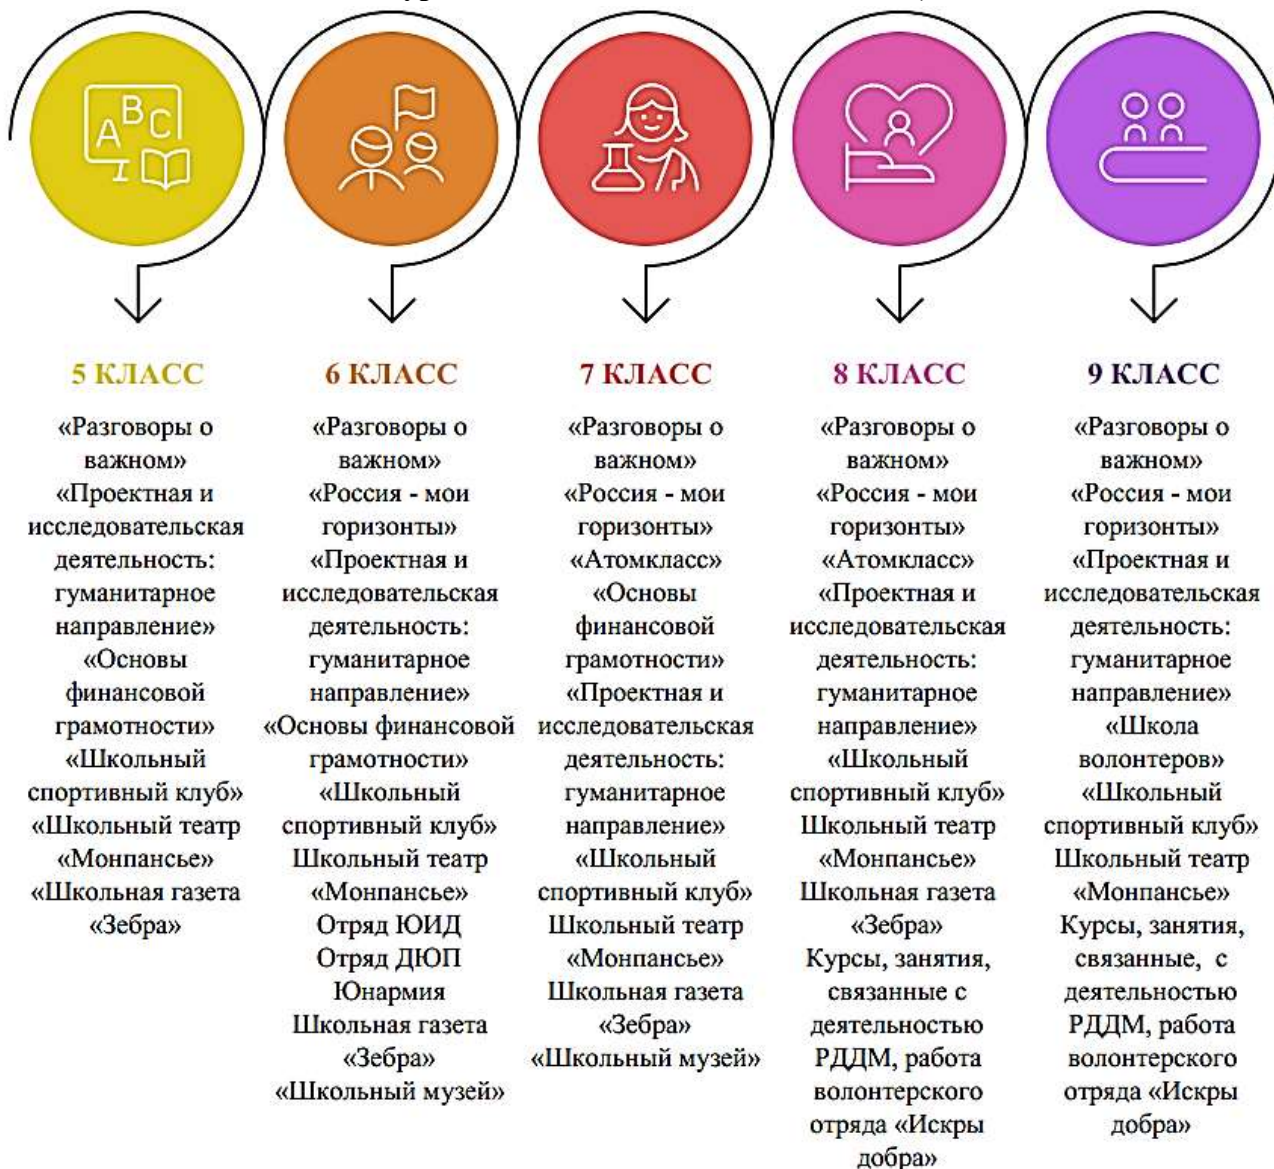 A B C
5 КЛАСС
«Разговоры о
важном»
«Проектная и
исследовательская
деятельность:
гуманитарное
направление»
«Основы
финансовой
грамотности»
«Школьный
спортивный клуб»
«Школьный театр
«Монпансье»
«Школьная газета
«Зебра»
6 КЛАСС
«Разговоры о
важном»
«Россия - мои
горизонты»
«Проектная и
исследовательская
деятельность:
гуманитарное
направление»
«Основы финансовой
грамотности»
«Школьный
спортивный клуб»
Школьный театр
«Монпансье»
Отряд ЮИД
Отряд ДЮП
Юнармия
Школьная газета
«Зебра»
«Школьный музей»
7 КЛАСС
«Разговоры о
важном»
«Россия - мои
горизонты»
«Атомкласс»
«Основы
финансовой
грамотности»
«Проектная и
исследовательская
деятельность:
гуманитарное
направление»
«Школьный
спортивный клуб»
Школьный театр
«Монпансье»
Школьная газета
«Зебра»
«Школьный музей»
8 КЛАСС
«Разговоры о
важном»
«Россия - мои
горизонты»
«Атомкласс»
«Проектная и
исследовательская
деятельность:
гуманитарное
направление»
«Школьный
спортивный клуб»
Школьный театр
«Монпансье»
Школьная газета
«Зебра»
Курсы, занятия,
связанные с
деятельностью
РДДМ, работа
волонтерского
отряда «Искры
добра»
9 КЛАСС
«Разговоры о
важном»
«Россия - мои
горизонты»
«Проектная и
исследовательская
деятельность:
гуманитарное
направление»
«Школа
волонтеров»
«Школьный
спортивный клуб»
Школьный театр
«Монпансье»
Курсы, занятия,
связанные, с
деятельностью
РДДМ, работа
волонтерского
отряда «Искры
добра»